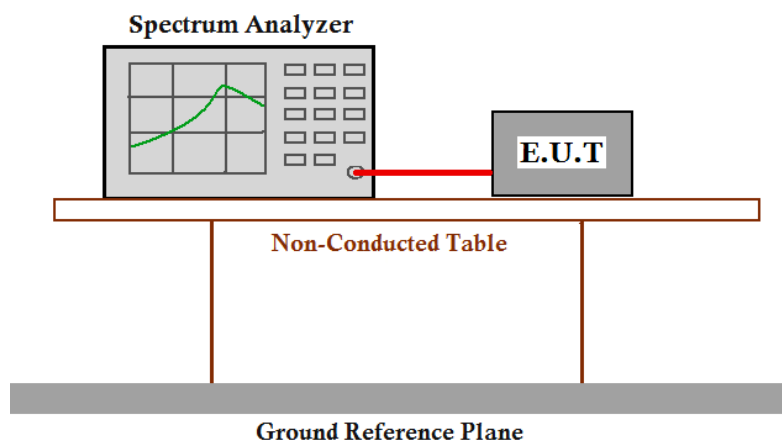 Spectrum Analyzer
E.U.T
Non-Conducted Table
Ground Reference Plane